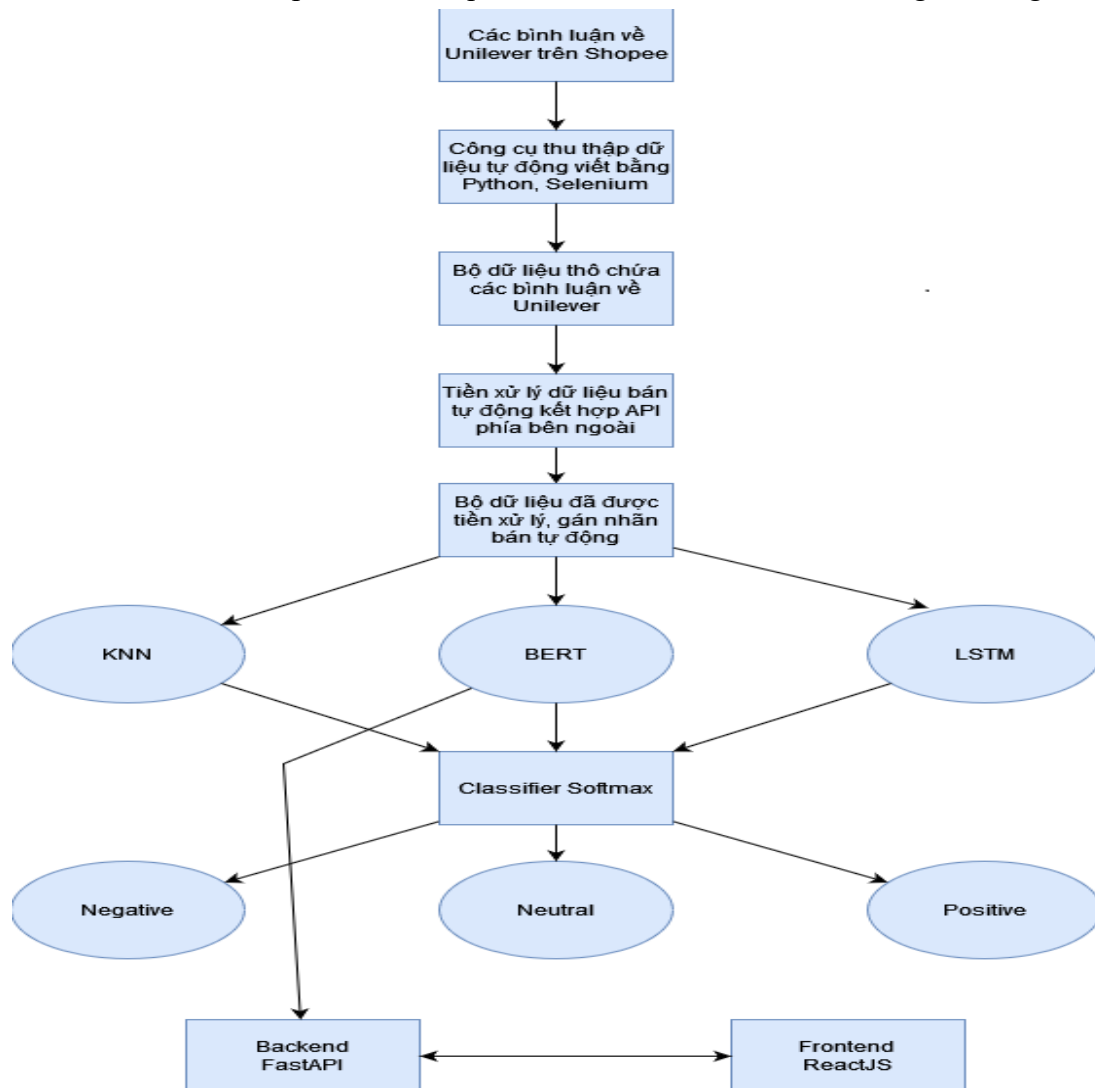 Các bình luận về
Unilever trên Shopee
Công cụ thu thập dữ
liệu tự động viết bằng
Python, Selenium
Bộ dữ liệu thô chứa
các bình luận về
Unilever
Tiền xử lý dữ liệu bán
tự động kết hợp API
phía bên ngoài
Bộ dữ liệu đã được
tiền xử lý, gán nhãn
bán tự động
KNN
BERT
LSTM
Classifier Softmax
Negative
Neutral
Positive
Backend
FastAPI
Frontend
ReactJS